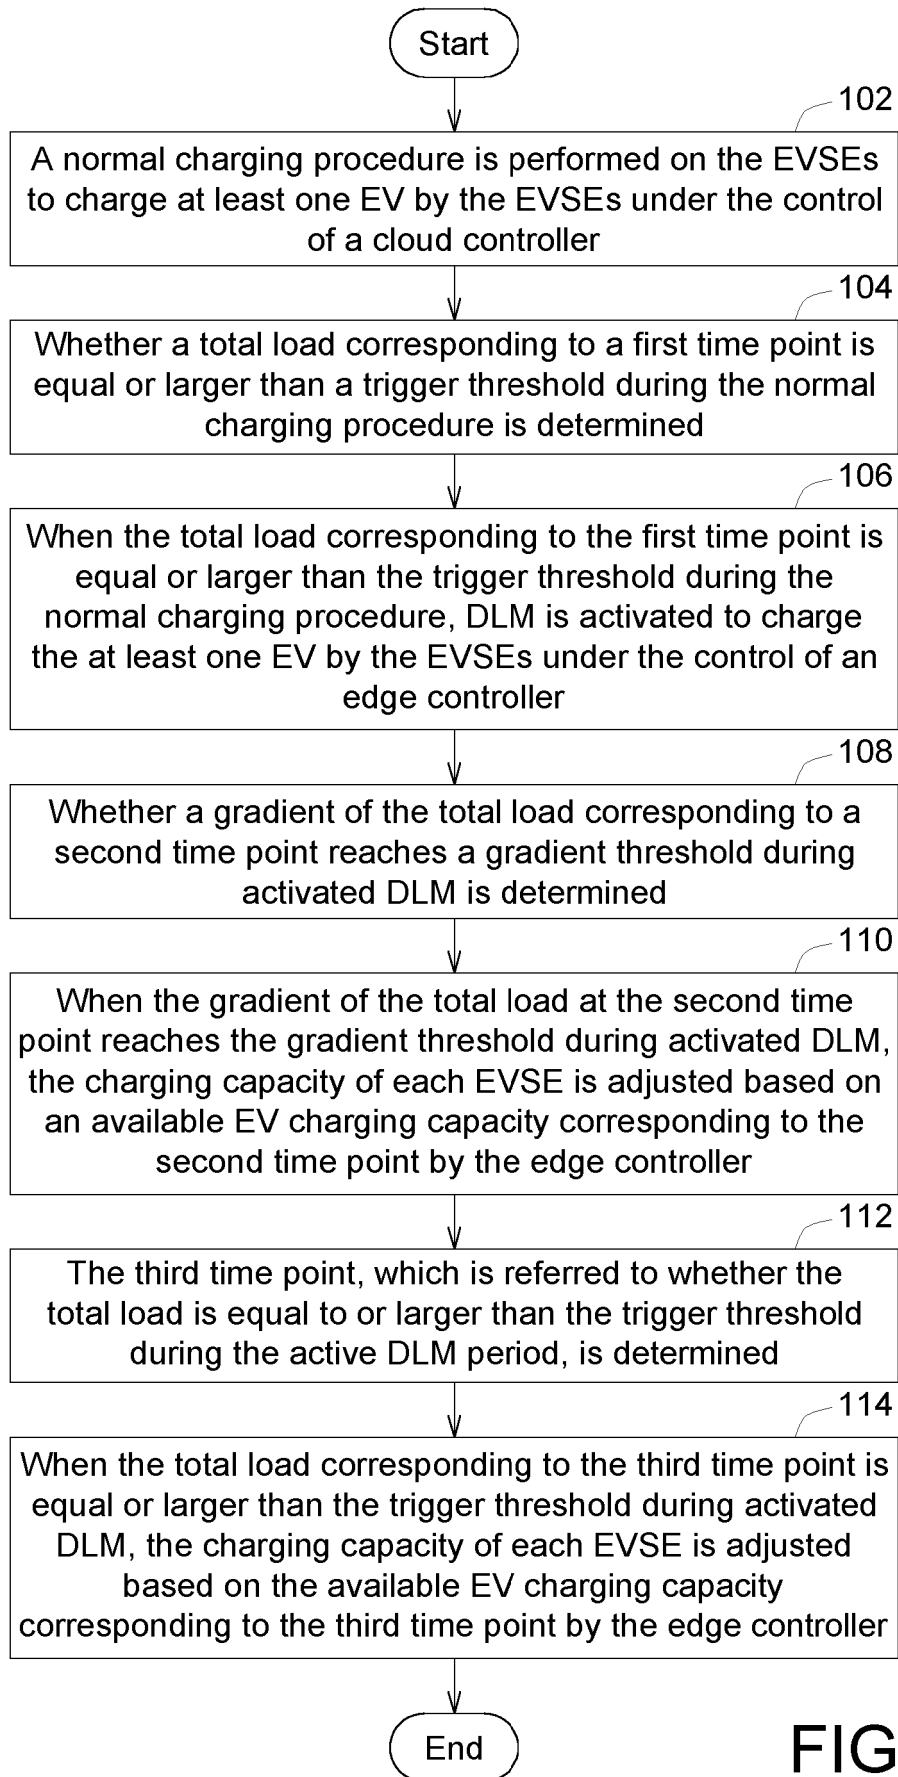 Start
102
A normal charging procedure is performed on the EVSEs
to charge at least one EV by the EVSEs under the control
of a cloud controller
104
Whether a total load corresponding to a first time point is
equal or larger than a trigger threshold during the normal
charging procedure is determined
106
When the total load corresponding to the first time point is
equal or larger than the trigger threshold during the
normal charging procedure, DLM is activated to charge
the at least one EV by the EVSEs under the control of an
edge controller
108
Whether a gradient of the total load corresponding to a
second time point reaches a gradient threshold during
activated DLM is determined
110
When the gradient of the total load at the second time
point reaches the gradient threshold during activated DLM,
the charging capacity of each EVSE is adjusted based on
an available EV charging capacity corresponding to the
second time point by the edge controller
112
The third time point, which is referred to whether the
total load is equal to or larger than the trigger threshold
during the active DLM period, is determined
114
When the total load corresponding to the third time point is
equal or larger than the trigger threshold during activated
DLM, the charging capacity of each EVSE is adjusted
based on the available EV charging capacity
corresponding to the third time point by the edge controller
End
FIG